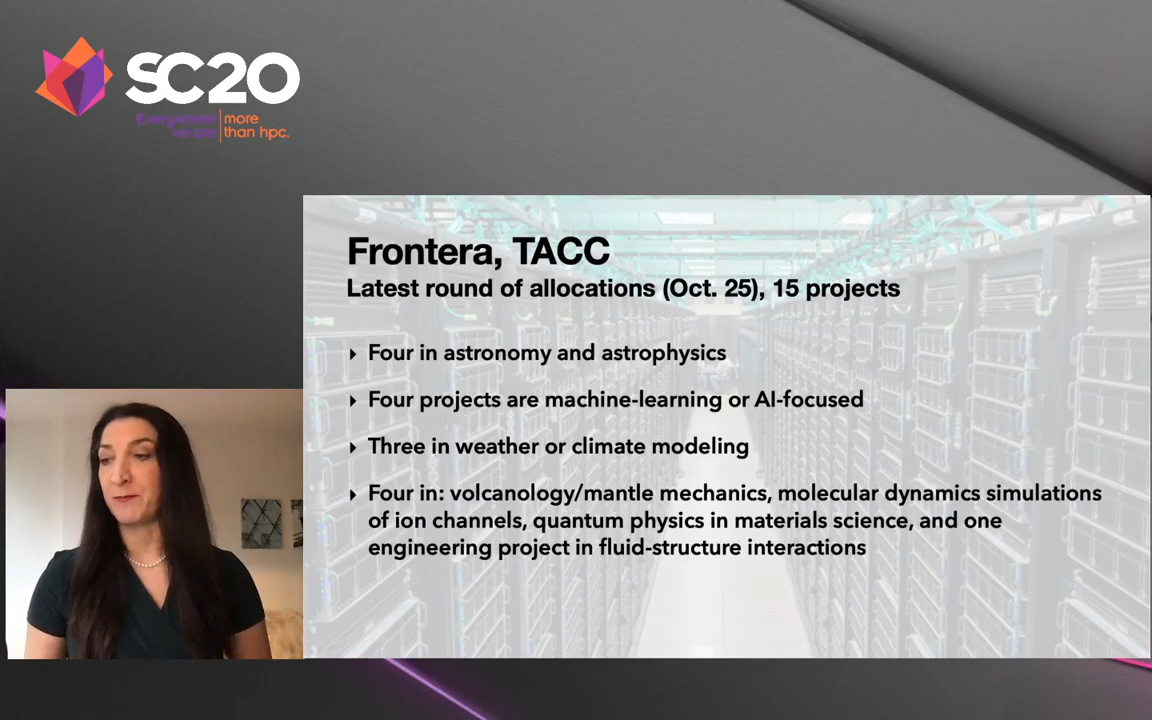 SC20
Everywhere more
we are than hpc.
Frontera, TACC
Latest round of allocations (Oct. 25), 15 projects
Four in astronomy and astrophysics
Four projects are machine-learning or AI-focused
Three in weather or climate modeling
Four in: volcanology/mantle mechanics, molecular dynamics simulations
of ion channels, quantum physics in materials science, and one
engineering project in fluid-structure interactions